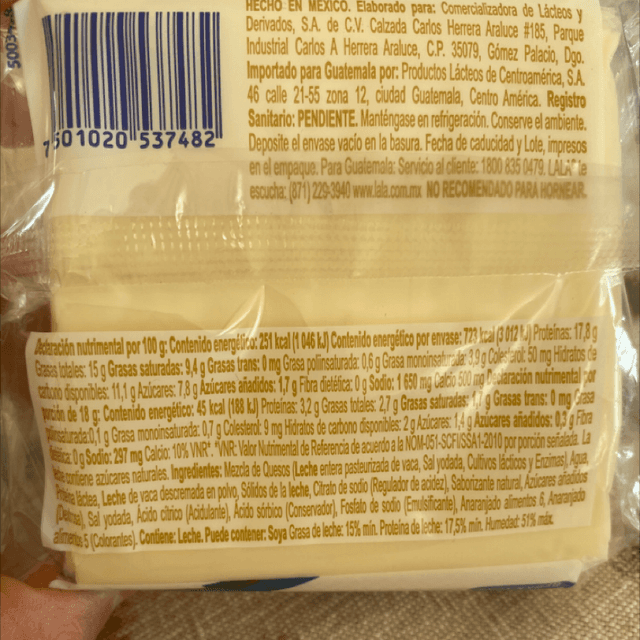 HECHO EN MÉXICO. Elaborado para: Comercializadora de Lácteos y
Derivados, S.A. de C.V. Calzada Carlos Herrera Araluce #185, Parque
Industrial Carlos A Herrera Araluce, C.P. 35079, Gómez Palacio, Dgo.
Importado para Guatemala por: Productos Lácteos de Centroamérica, S.A.
46 calle 21-55 zona 12, ciudad Guatemala, Centro América. Registro
Sanitario: PENDIENTE. Manténgase en refrigeración. Conserve el ambiente.
Deposite el envase vacío en la basura. Fecha de caducidad y Lote, impresos
en el empaque. Para Guatemala: Servicio al cliente: 1800 835 0479. LALA te
escucha: (871) 229-3940 www.lala.com.mx NO RECOMENDADO PARA HORNEAR.
7 501020 537482
nutrimental por 100 g: Contenido energético: 251 kcal (1 046 kJ) Contenido energético por envase: 773 kcal Proteínas: 17,8 g
Grasas totales: 15 g Grasas saturadas: 9,4 g Grasas trans: 0 mg Grasa poliinsaturada: 0,6 g Grasa monoinsaturada: 3,9 g Colesterol: 50 mg Hidratos de
carbono disponibles: 11,1 g Azúcares: 7,8 g Azúcares añadidos: 1,7 g Fibra dietética: 0 g Sodio: 1 650 mg Calcio: 500 mg Declaración nutrimental por
de 18 g: Contenido energético: 45 kcal (188 kJ) Proteínas: 3,2 g Grasas totales: 2,7 g Grasas saturadas: g Grasas trans: 0 mg Grasa
poliinsaturada: 0,1 g Grasa monoinsaturada: 0,7 g Colesterol: 9 mg Hidratos de carbono disponibles: 2 g Azúcares: 1,4 g Azúcares añadidos: 0,3 g Fibra
0 g Sodio: 297 mg Calcio: 10% VNR*. *VNR: Valor Nutrimental de Referencia de acuerdo a la NOM-051-SCFI/SSA1-2010 por porción señalada. La
contiene azúcares naturales. Ingredientes: Mezcla de Quesos (Leche entera pasteurizada de vaca, Sal yodada, Cultivos lácticos y Enzimas), Agua,
láctea, Leche de vaca descremada en polvo, Sólidos de la leche, Citrato de sodio (Regulador de acidez), Saborizante natural, Azúcares añadidos
Sal yodada, Ácido cítrico (Acidulante), Ácido sórbico (Conservador), Fosfato de sodio (Emulsificante), Anaranjado alimentos 6, Anaranjado
alimentos 5 (Colorantes). Contiene: Leche. Puede contener: Soya Grasa de leche: 15% mín. Proteína de leche: 17,5% mín. Humedad: 51% máx.